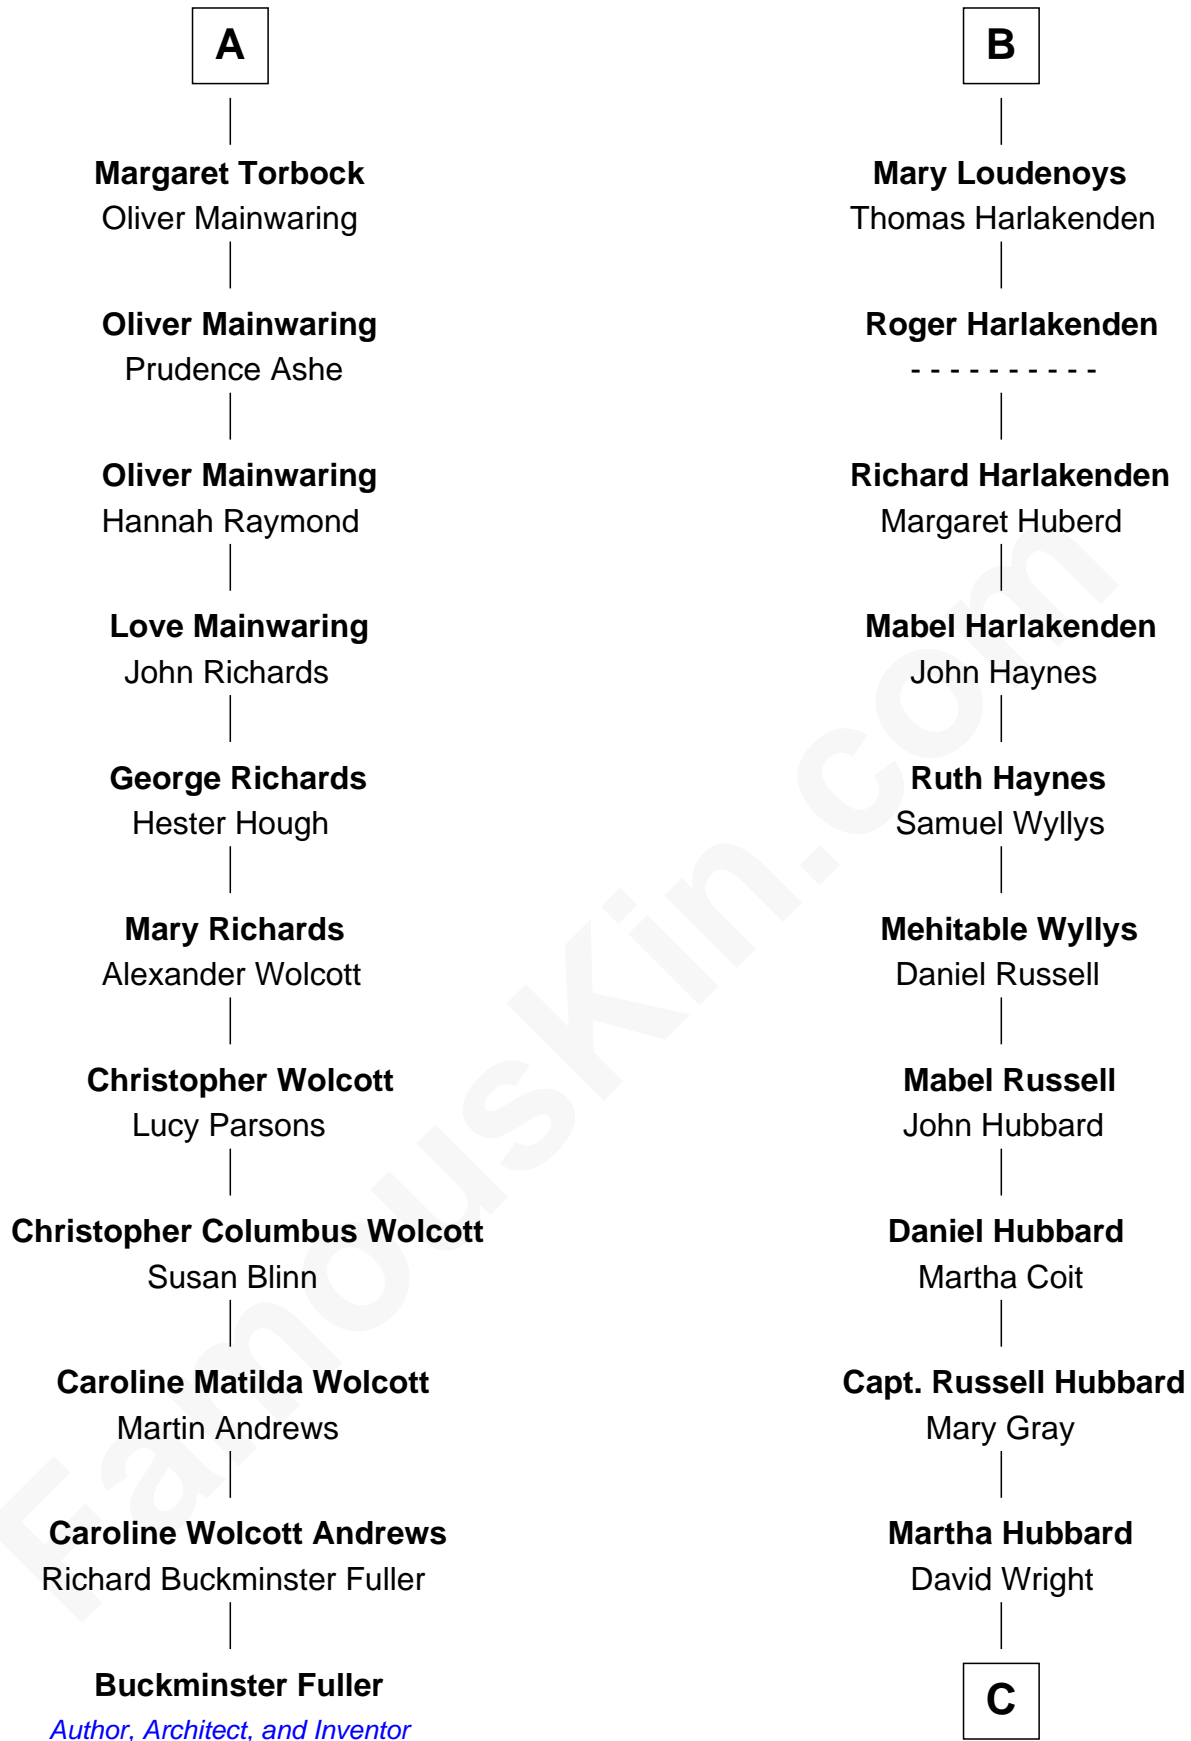 A
Margaret Torbock
Oliver Mainwaring
Oliver Mainwaring
Prudence Ashe
Oliver Mainwaring
Hannah Raymond
Love Mainwaring
John Richards
George Richards
Hester Hough
Mary Richards
Alexander Wolcott
Christopher Wolcott
Lucy Parsons
Christopher Columbus Wolcott
Susan Blinn
Caroline Matilda Wolcott
Martin Andrews
Caroline Wolcott Andrews
Richard Buckminster Fuller
Buckminster Fuller
Author, Architect, and Inventor
B
Mary Loudenoys
Thomas Harlakenden
Roger Harlakenden
- - - - - - - - - -
Richard Harlakenden
Margaret Huberd
Mabel Harlakenden
John Haynes
Ruth Haynes
Samuel Wyllys
Mehitable Wyllys
Daniel Russell
Mabel Russell
John Hubbard
Daniel Hubbard
Martha Coit
Capt. Russell Hubbard
Mary Gray
Martha Hubbard
David Wright
C
FamousKin.com